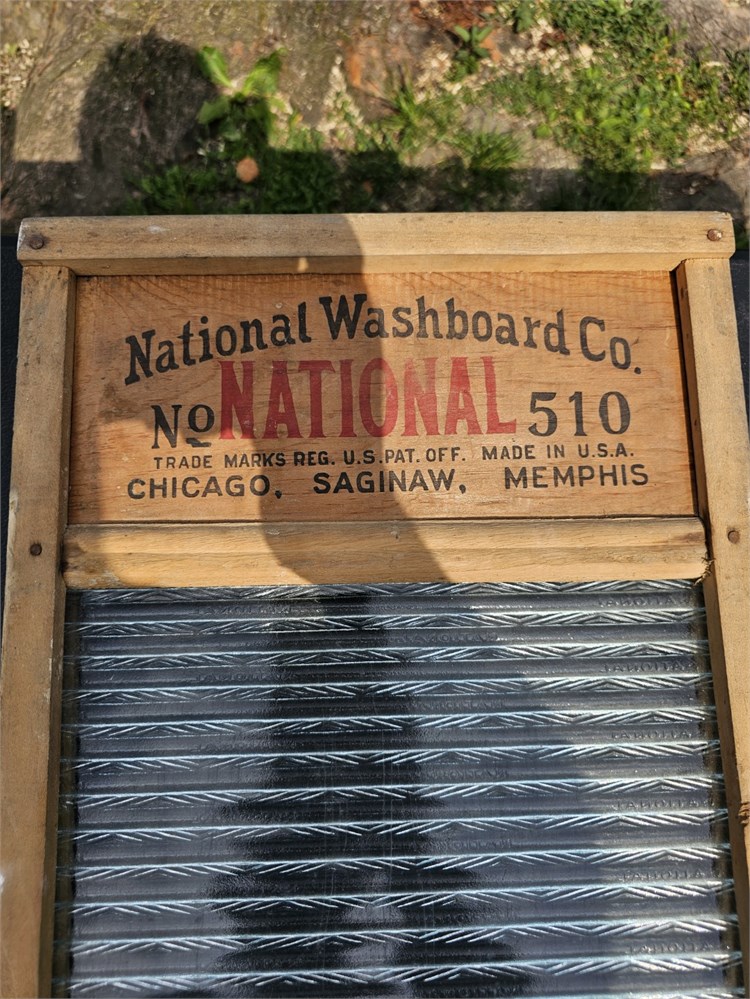 National Washboard Co.
No NATIONAL 510
TRADE MARKS REG. U.S. PAT. OFF. MADE IN U.S.A.
CHICAGO, SAGINAW, MEMPHIS